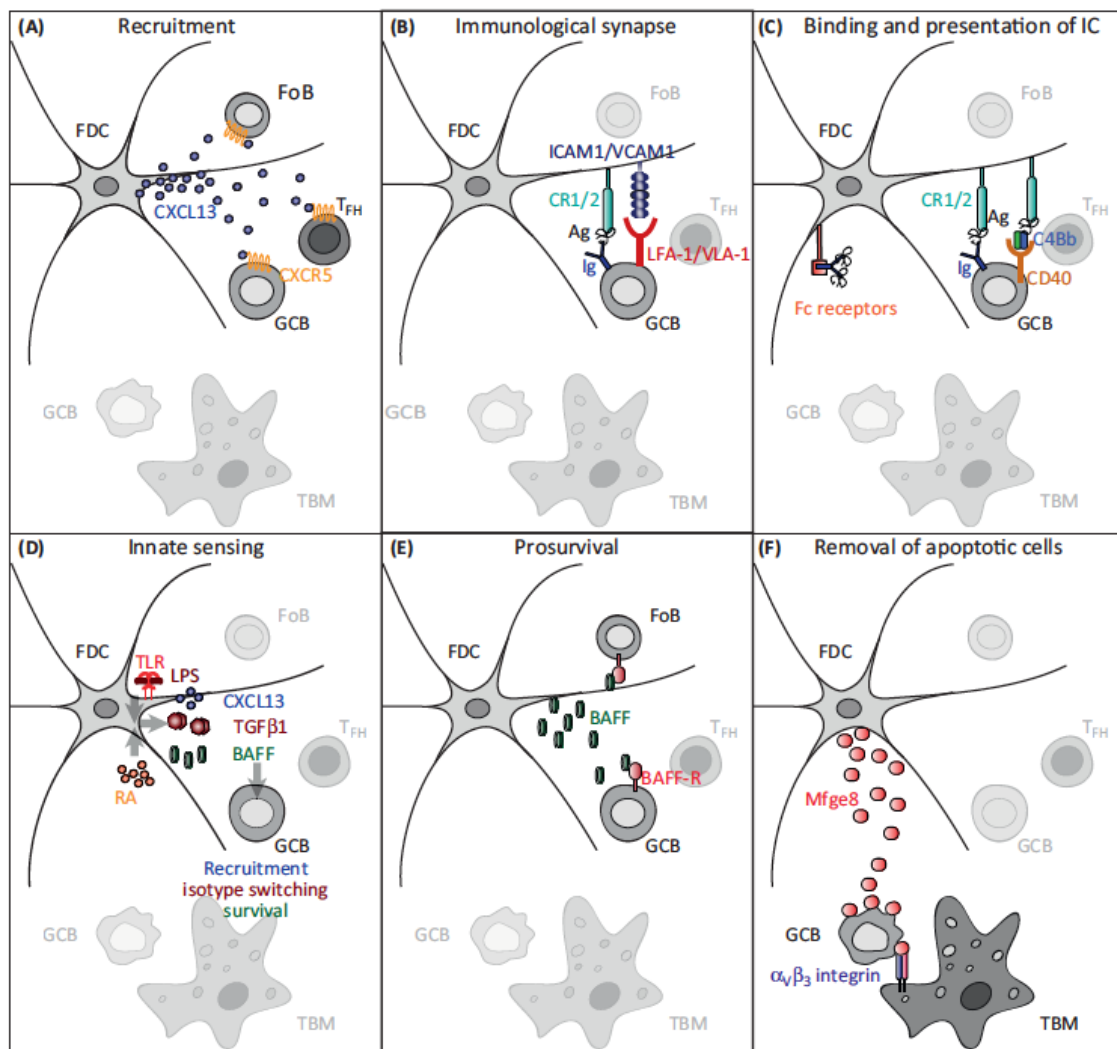 (A) Recruitment
FoB
FDC
CXCL13
TFH
CXCR5
GCB
GCB
TBM
(B) Immunological synapse
FoB
FDC
ICAM1/VCAM1
CR1/2
TFH
Ag
LFA-1/VLA-1
Ig
GCB
GCB
TBM
(C) Binding and presentation of IC
FoB
FDC
CR1/2
TFH
Ag
C4Bb
Ig
CD40
Fc receptors
GCB
GCB
TBM
(D) Innate sensing
FoB
FDC
TLR
LPS
CXCL13
TGFβ1
TFH
BAFF
RA
GCB
Recruitment
isotype switching
survival
GCB
TBM
(E) Prosurvival
FoB
FDC
BAFF
TFH
BAFF-R
GCB
GCB
TBM
(F) Removal of apoptotic cells
FoB
FDC
TFH
Mfge8
GCB
GCB
αVβ3 integrin
TBM